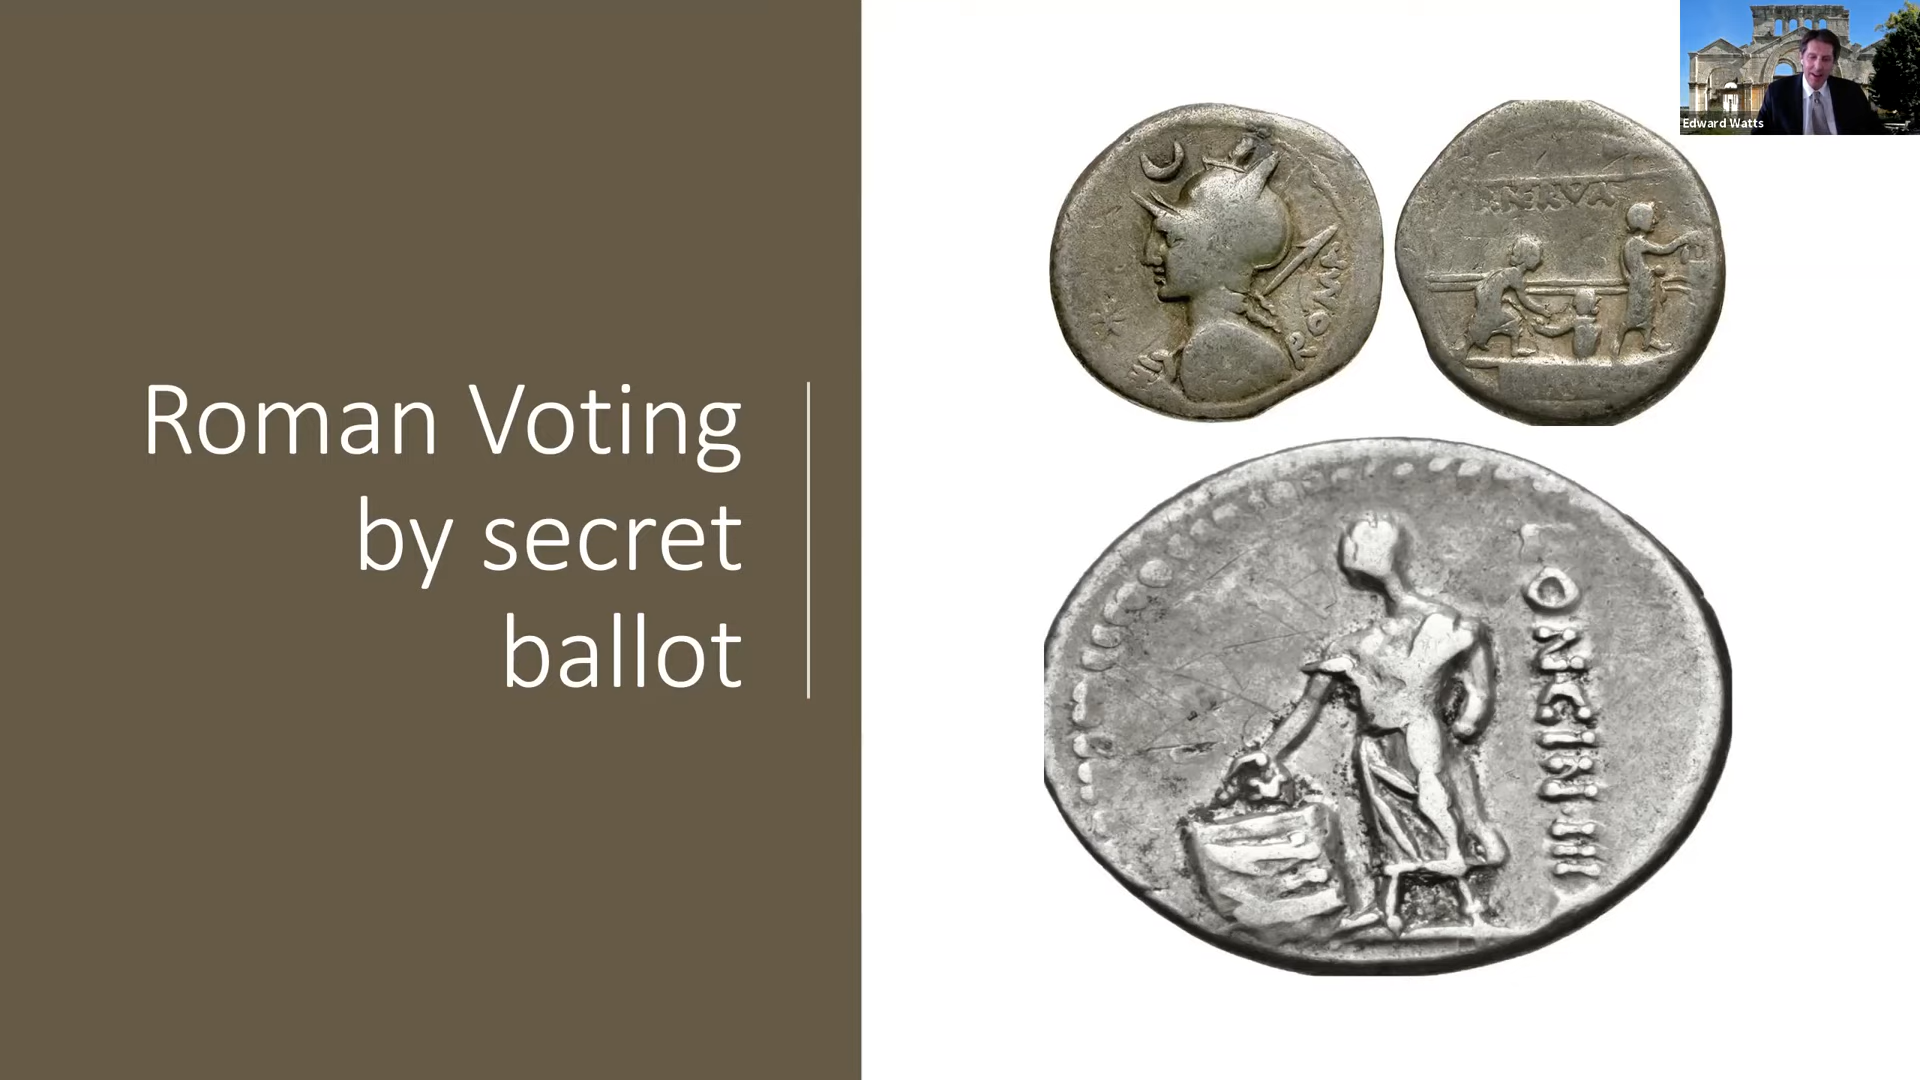 Roman Voting
by secret
ballot
Edward Watts
ROMA
P·NERVA
LONGIN·III·V